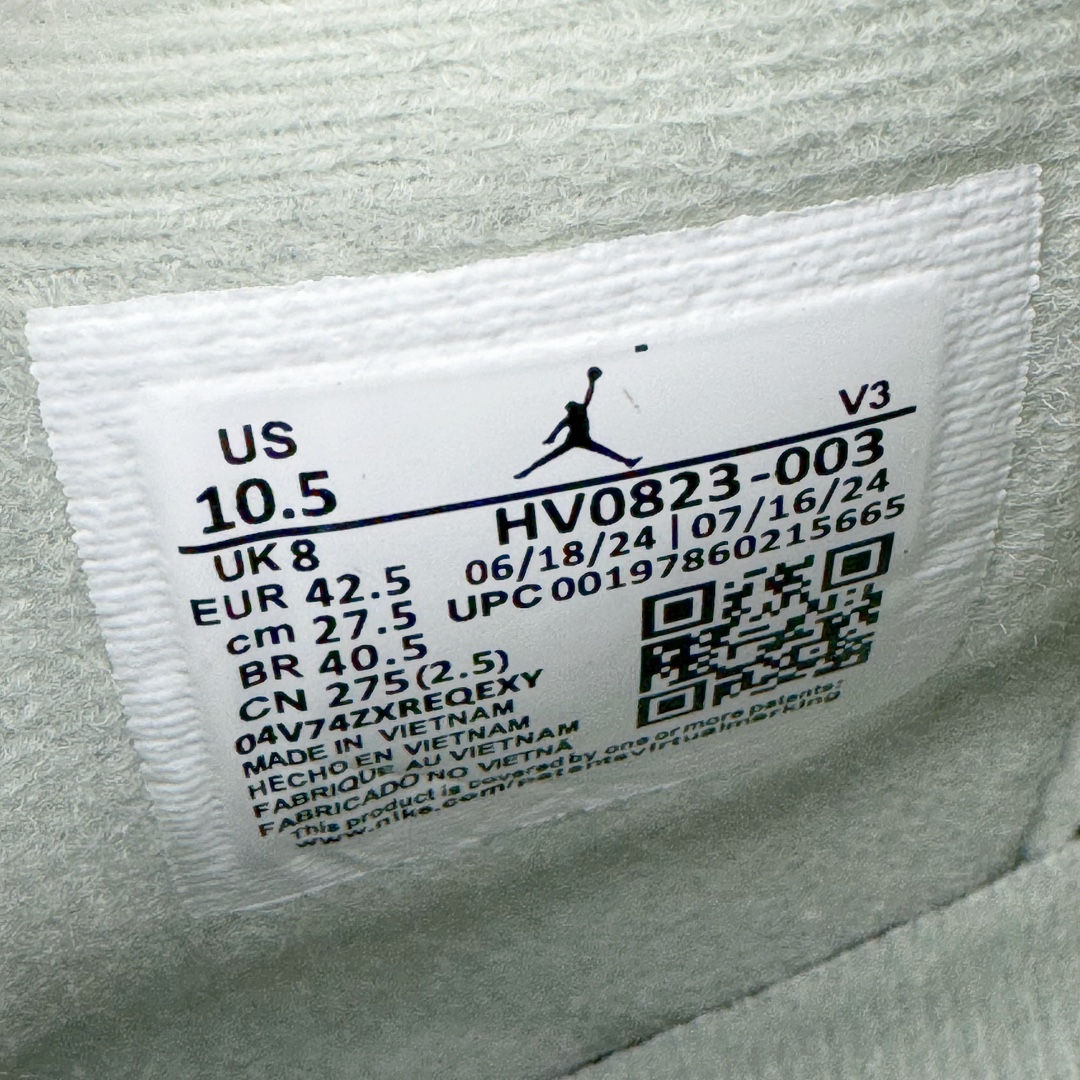 US
10.5
V3
HV0823-003
06/18/24 | 07/16/24
UPC 00197860215665
UK 8
EUR 42.5
cm 27.5
BR 40.5
CN 275(2.5)
04V74ZXREQEXY
MADE IN VIETNAM
HECHO EN VIETNAM
FABRIQUE AU VIETNAM
FABRICADO NO VIETNÃ
This product is covered by one or more patents:
www.nike.com/patentsvirtualmarking